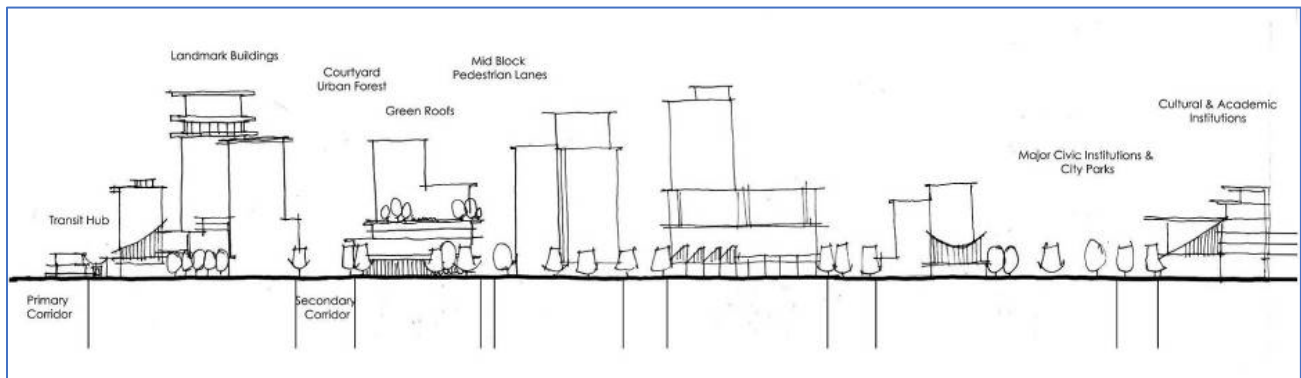 Landmark Buildings
Courtyard
Urban Forest
Green Roofs
Mid Block
Pedestrian Lanes
Cultural & Academic
Institutions
Major Civic Institutions &
City Parks
Transit Hub
Primary
Corridor
Secondary
Corridor